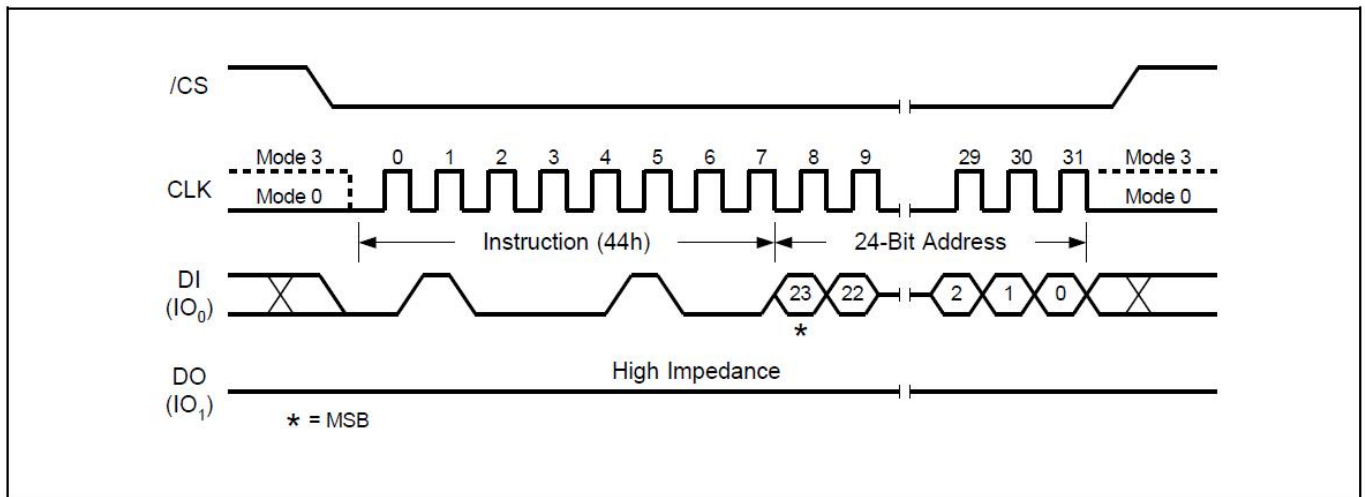 /CS
Mode 3 0 1 2 3 4 5 6 7 8 9 29 30 31 Mode 3
CLK
Mode 0 Mode 0
Instruction (44h) 24-Bit Address
DI
(IO₀)
23 22 2 1 0
*
High Impedance
DO
(IO₁)
* = MSB